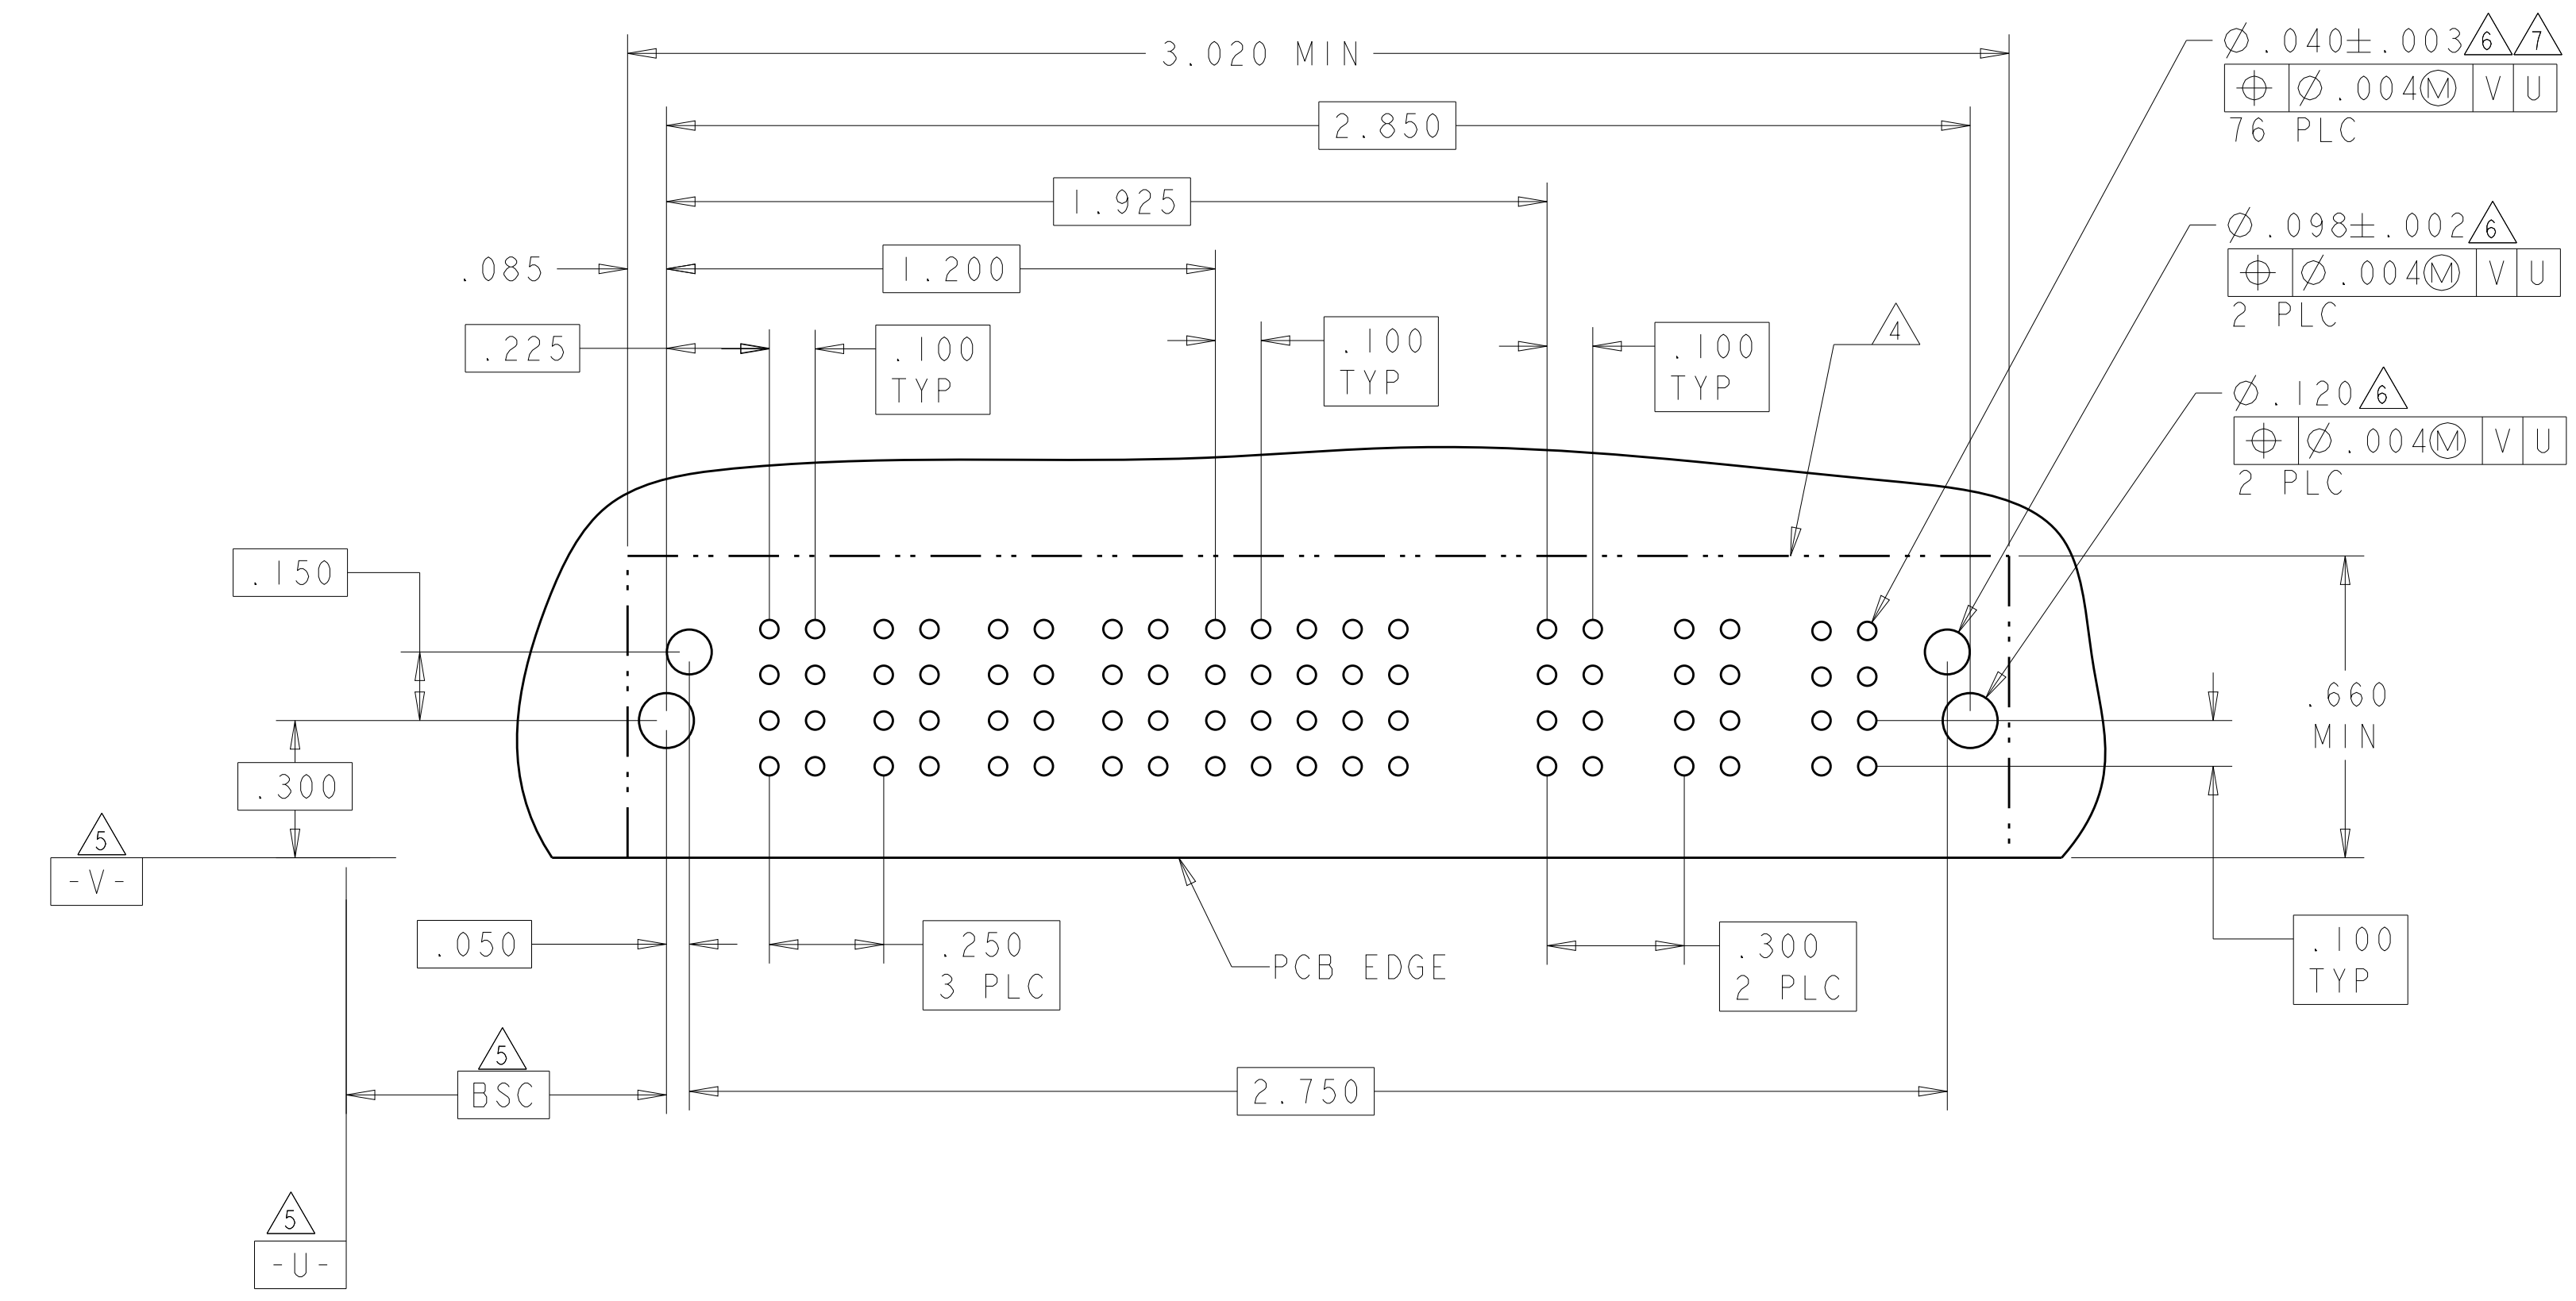 3.020 MIN
2.850
1.925
.085
1.200
.225
.100
TYP
.100
TYP
.100
TYP
4
∅.040±.003 6 7
⌖ ∅.004Ⓜ V U
76 PLC
∅.098±.002 6
⌖ ∅.004Ⓜ V U
2 PLC
∅.120 6
⌖ ∅.004Ⓜ V U
2 PLC
.150
.300
5
-V-
.660
MIN
.050
.250
3 PLC
PCB EDGE
.300
2 PLC
.100
TYP
5
BSC
2.750
5
-U-